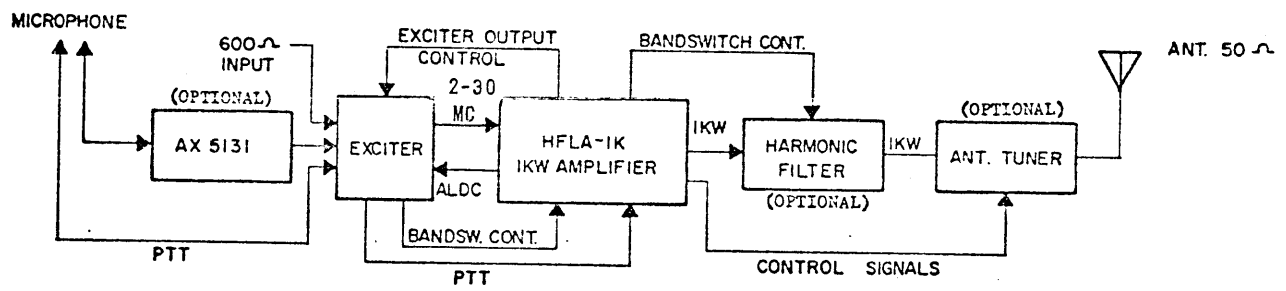 MICROPHONE
600Ω
INPUT
EXCITER OUTPUT
CONTROL
BANDSWITCH CONT.
ANT. 50 Ω
(OPTIONAL)
AX 5131
EXCITER
2-30
MC
ALDC
HFLA-1K
1KW AMPLIFIER
1KW
HARMONIC
FILTER
(OPTIONAL)
1KW
(OPTIONAL)
ANT. TUNER
BANDSW. CONT.
PTT
PTT
CONTROL SIGNALS